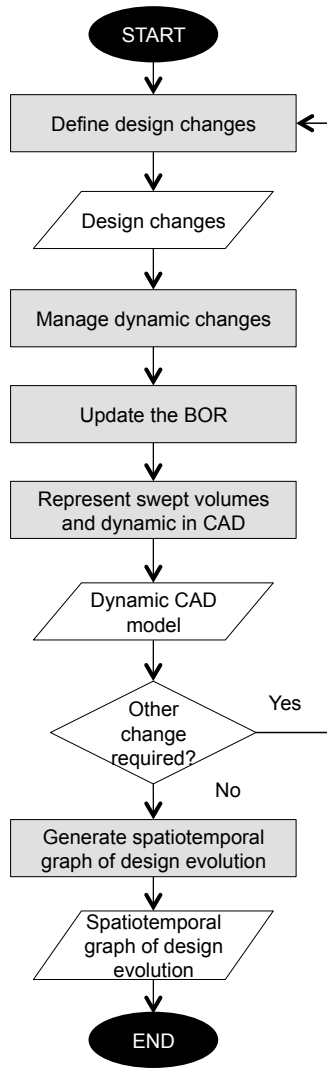 START
Define design changes
Design changes
Manage dynamic changes
Update the BOR
Represent swept volumes
and dynamic in CAD
Dynamic CAD
model
Other
change
required?
Yes
No
Generate spatiotemporal
graph of design evolution
Spatiotemporal
graph of design
evolution
END